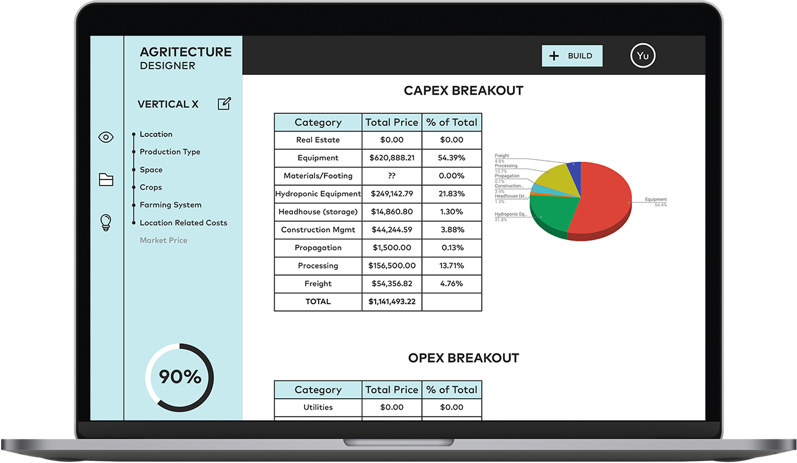 AGRITECTURE
DESIGNER
+ BUILD
Yu
VERTICAL X
Location
Production Type
Space
Crops
Farming System
Location Related Costs
Market Price
90%
CAPEX BREAKOUT
Category Total Price % of Total
Real Estate $0.00 $0.00
Equipment $620,888.21 54.39%
Materials/Footing ?? 0.00%
Hydroponic Equipment $249,142.79 21.83%
Headhouse (storage) $14,860.80 1.30%
Construction Mgmt $44,244.59 3.88%
Propagation $1,500.00 0.13%
Processing $156,500.00 13.71%
Freight $54,356.82 4.76%
TOTAL $1,141,493.22
Freight
4.8%
Processing
13.7%
Propagation
0.1%
Construction...
3.9%
Headhouse (st...
1.3%
Hydroponic Eq...
21.8%
Equipment
54.4%
OPEX BREAKOUT
Category Total Price % of Total
Utilities $0.00 $0.00